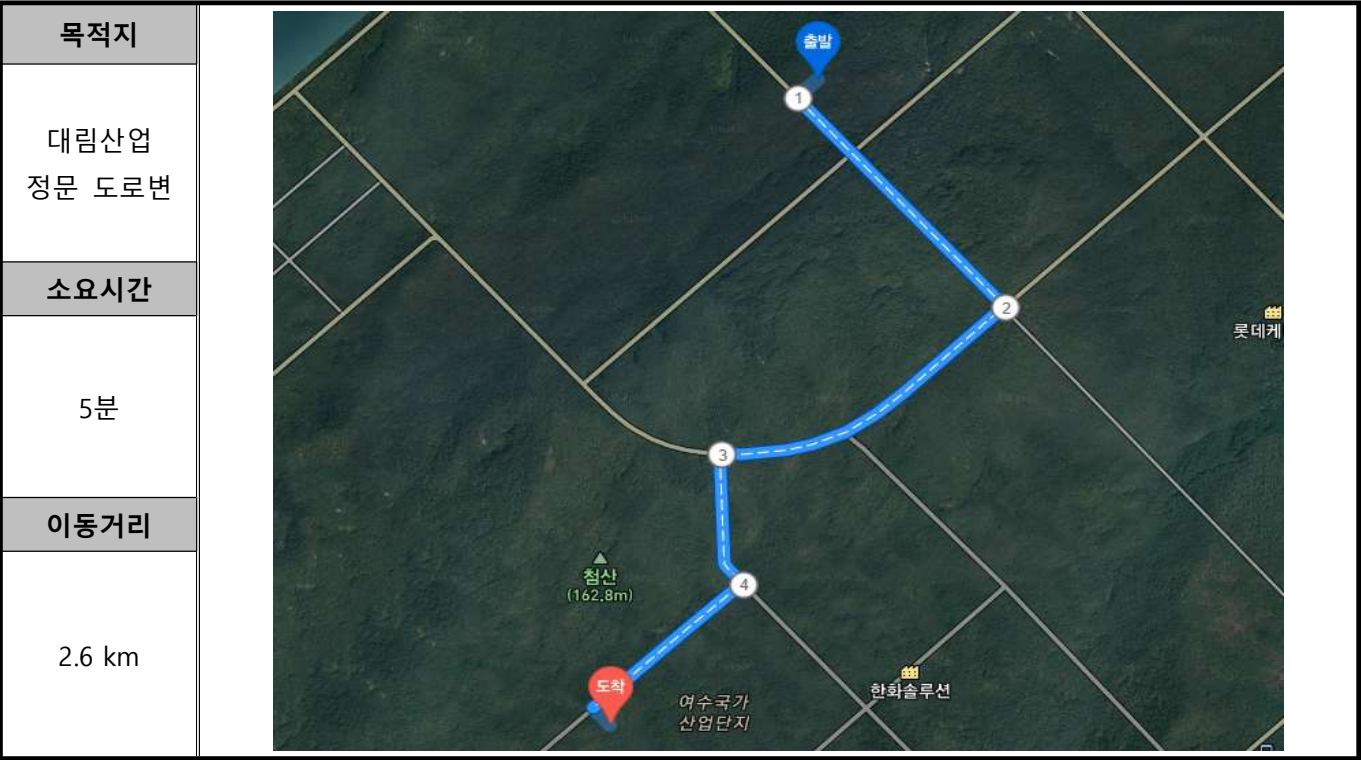 목적지
대림산업
정문 도로변
소요시간
5분
이동거리
2.6 km
출발
1
2
롯데케
3
첨산
(162.8m)
4
도착
여수국가
산업단지
한화솔루션